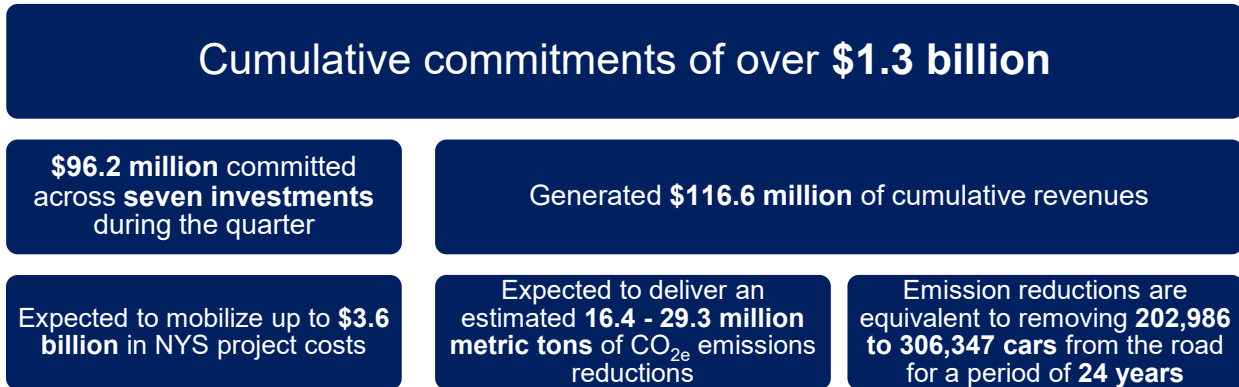 Cumulative commitments of over $1.3 billion
$96.2 million committed
across seven investments
during the quarter
Generated $116.6 million of cumulative revenues
Expected to mobilize up to $3.6
billion in NYS project costs
Expected to deliver an
estimated 16.4 - 29.3 million
metric tons of CO2e emissions
reductions
Emission reductions are
equivalent to removing 202,986
to 306,347 cars from the road
for a period of 24 years